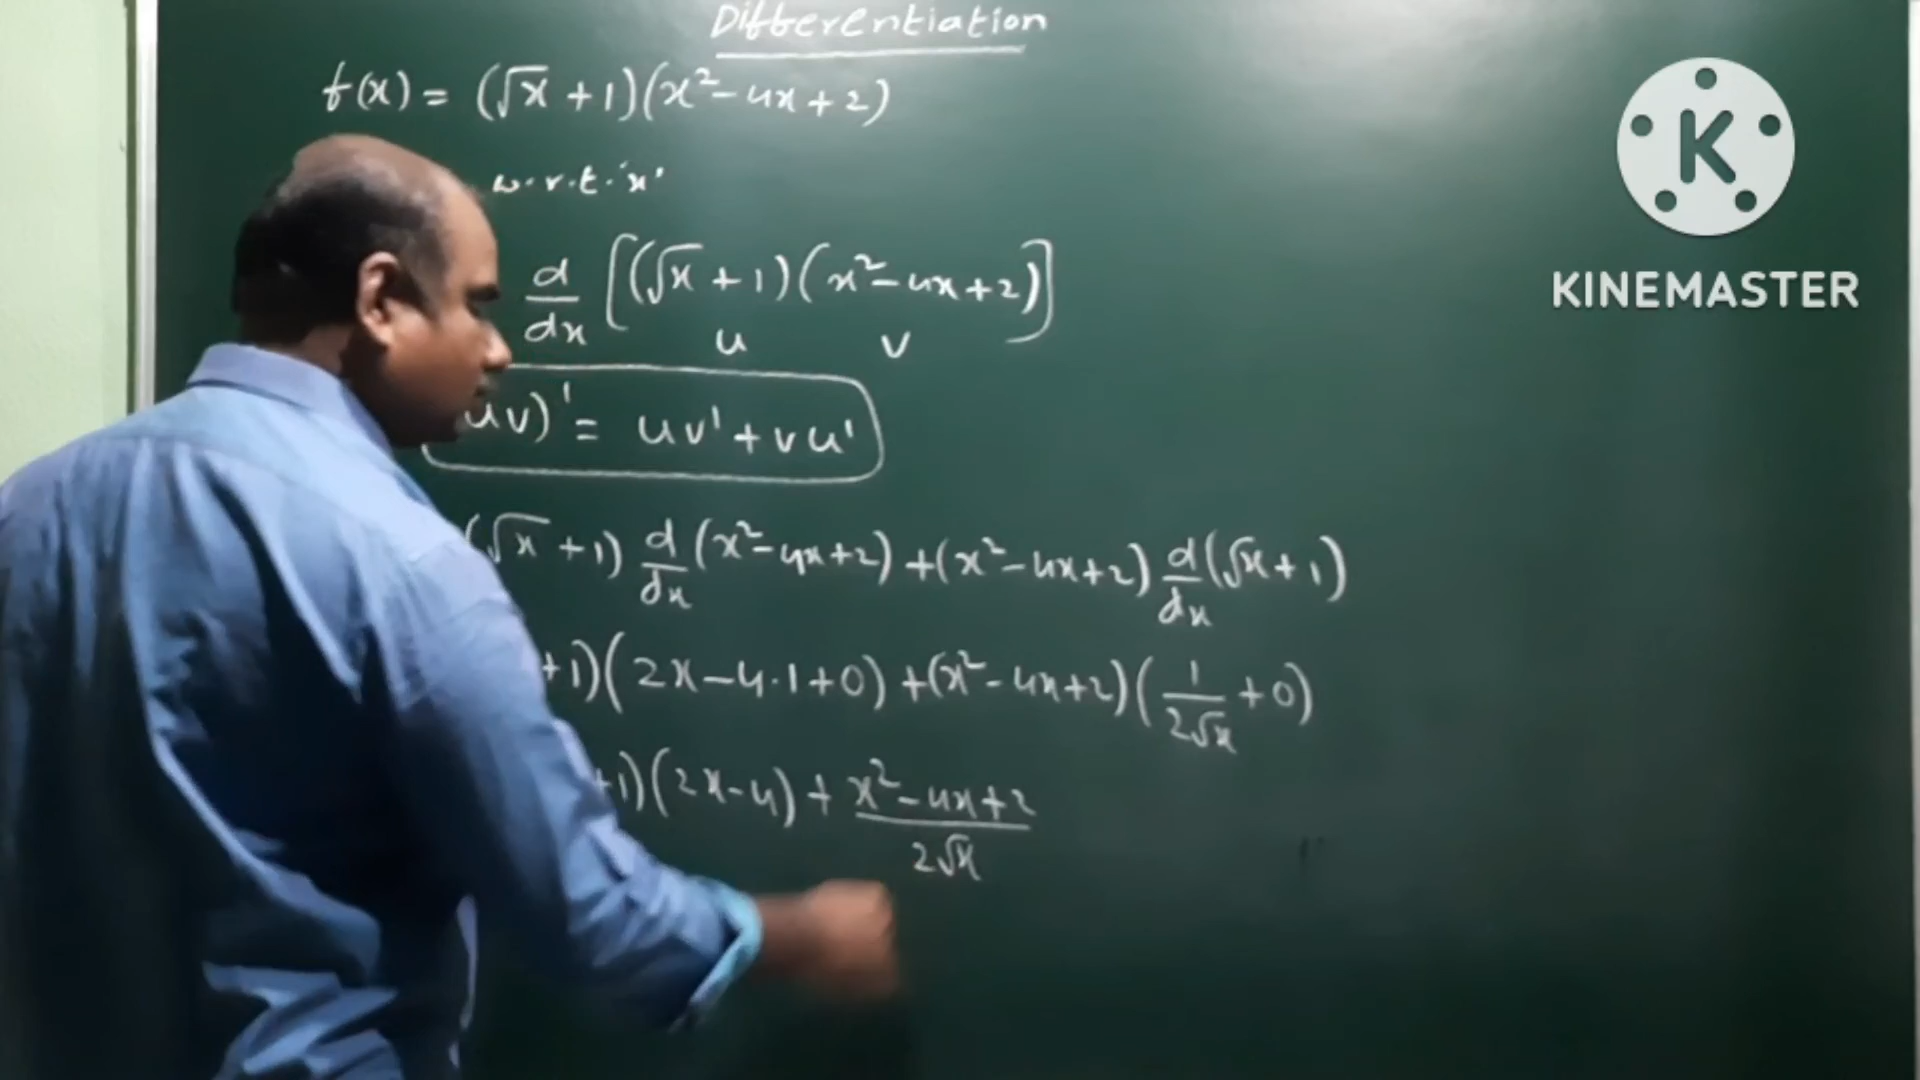 Differentiation
f(x) = (√x + 1)(x² - 4x + 2)
w.r.t. 'x'
d/dx [(√x + 1)(x² - 4x + 2)]
u v
uv)' = uv' + vu'
(√x + 1) d/dx (x² - 4x + 2) + (x² - 4x + 2) d/dx (√x + 1)
+1)(2x - 4·1 + 0) + (x² - 4x + 2)(1/2√x + 0)
+1)(2x - 4) + x² - 4x + 2/2√x
K
KINEMASTER